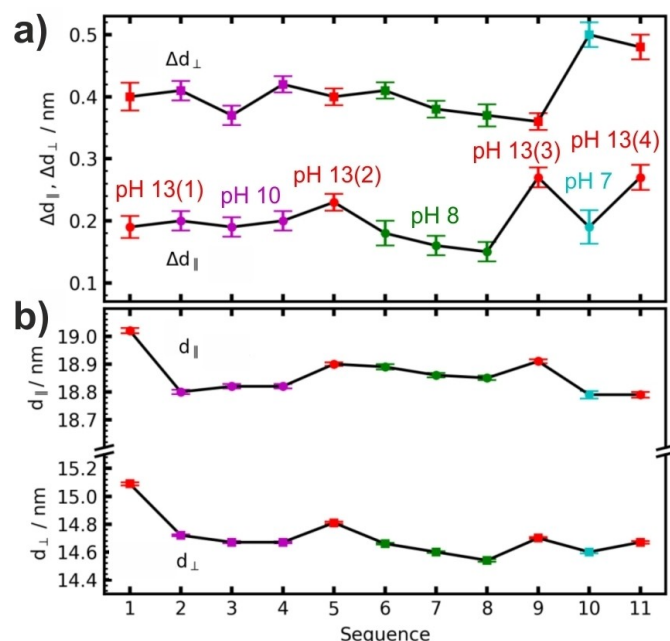 a)
Δd∥, Δd⊥ / nm
0.5
0.4
0.3
0.2
0.1
Δd⊥
pH 13(1)
pH 10
pH 13(2)
pH 8
pH 13(3)
pH 7
pH 13(4)
Δd∥
b)
d∥ / nm
19.0
18.9
18.8
18.7
d∥
d⊥ / nm
15.2
15.0
14.8
14.6
14.4
d⊥
1 2 3 4 5 6 7 8 9 10 11
Sequence